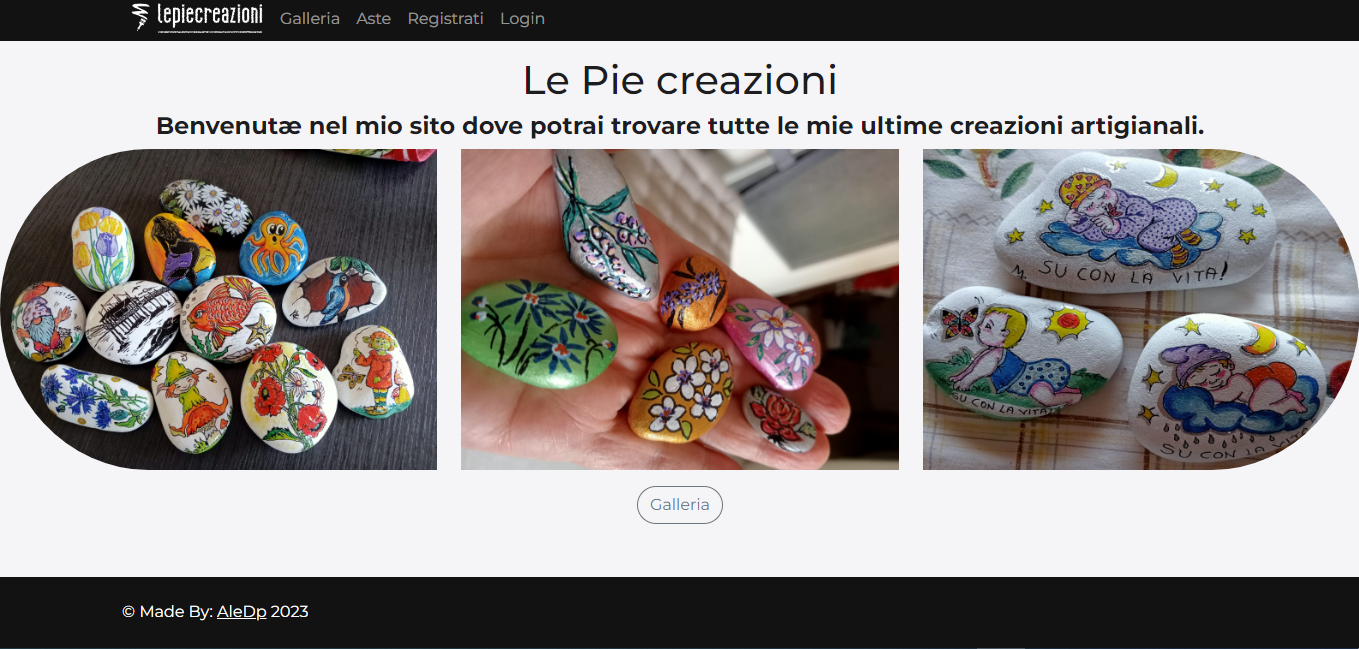 lepiecreazioni Galleria Aste Registrati Login
Le Pie creazioni
Benvenutæ nel mio sito dove potrai trovare tutte le mie ultime creazioni artigianali.
SU CON LA VITA!
M.
SU CON LA VITA!
SU CON LA VITA
Galleria
© Made By: AleDp 2023